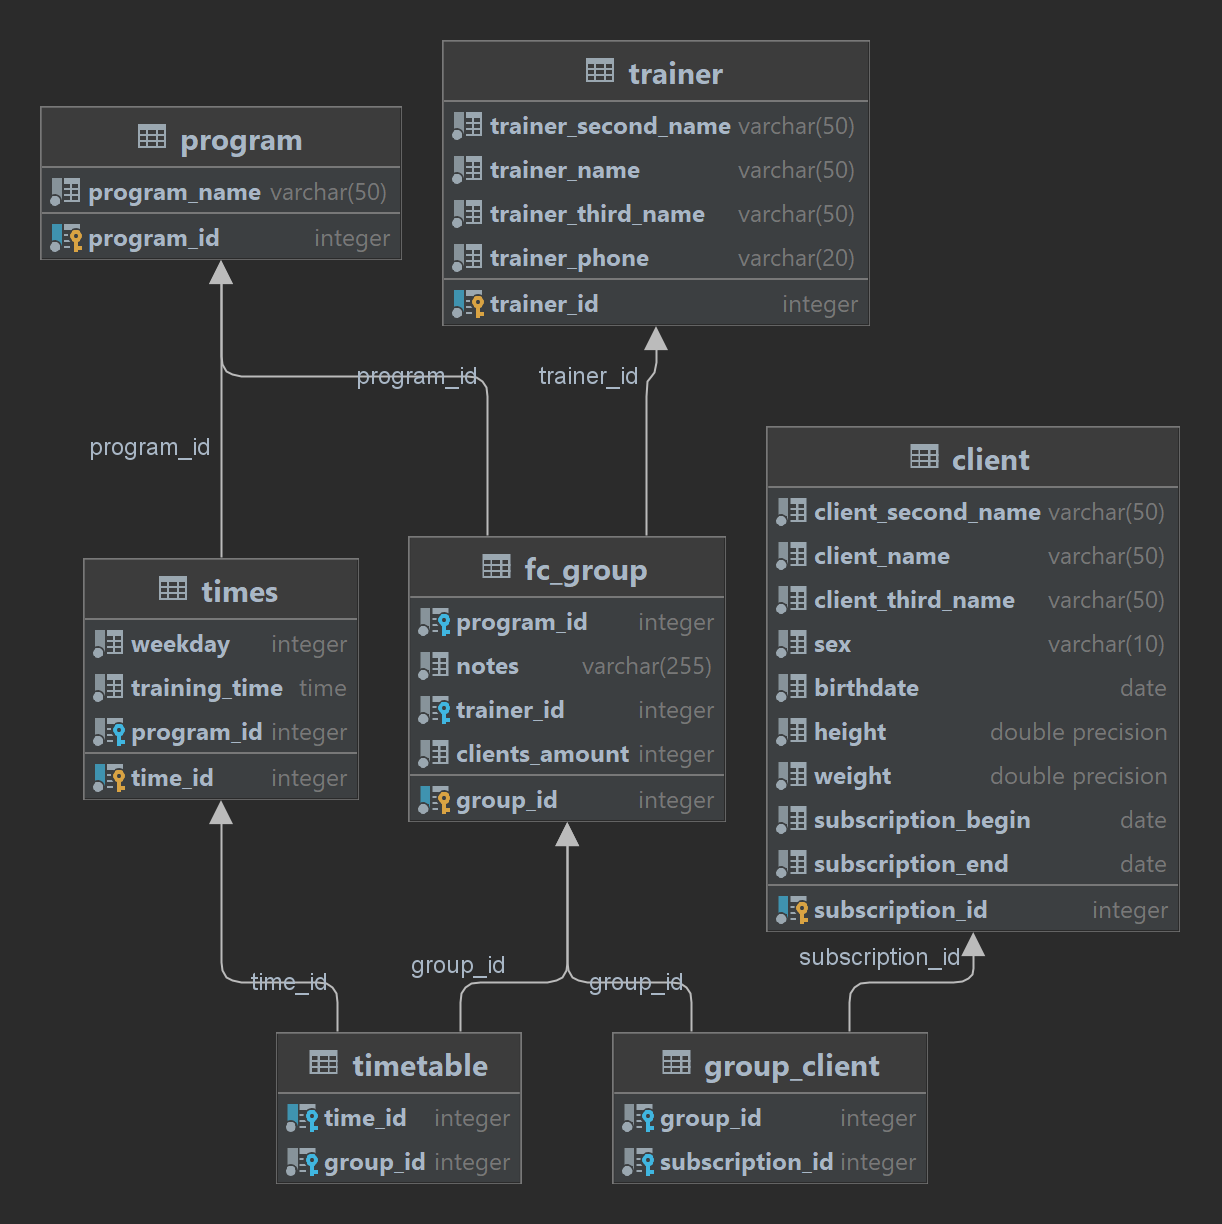 trainer
trainer_second_name varchar(50)
trainer_name varchar(50)
trainer_third_name varchar(50)
trainer_phone varchar(20)
trainer_id integer
program
program_name varchar(50)
program_id integer
program_id
trainer_id
program_id
client
client_second_name varchar(50)
client_name varchar(50)
client_third_name varchar(50)
sex varchar(10)
birthdate date
height double precision
weight double precision
subscription_begin date
subscription_end date
subscription_id integer
fc_group
program_id integer
notes varchar(255)
trainer_id integer
clients_amount integer
group_id integer
times
weekday integer
training_time time
program_id integer
time_id integer
subscription_id
group_id
time_id
group_id
timetable
time_id integer
group_id integer
group_client
group_id integer
subscription_id integer